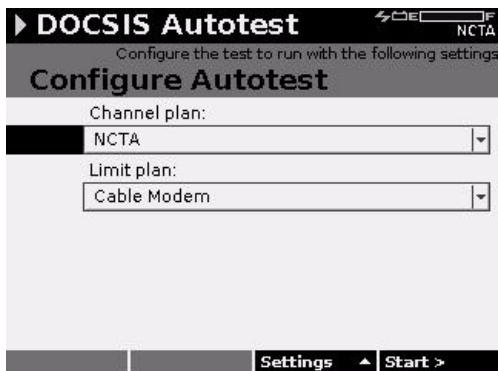 DOCSIS Autotest
E F
NCTA
Configure the test to run with the following settings
Configure Autotest
Channel plan:
NCTA
Limit plan:
Cable Modem
Settings
Start >